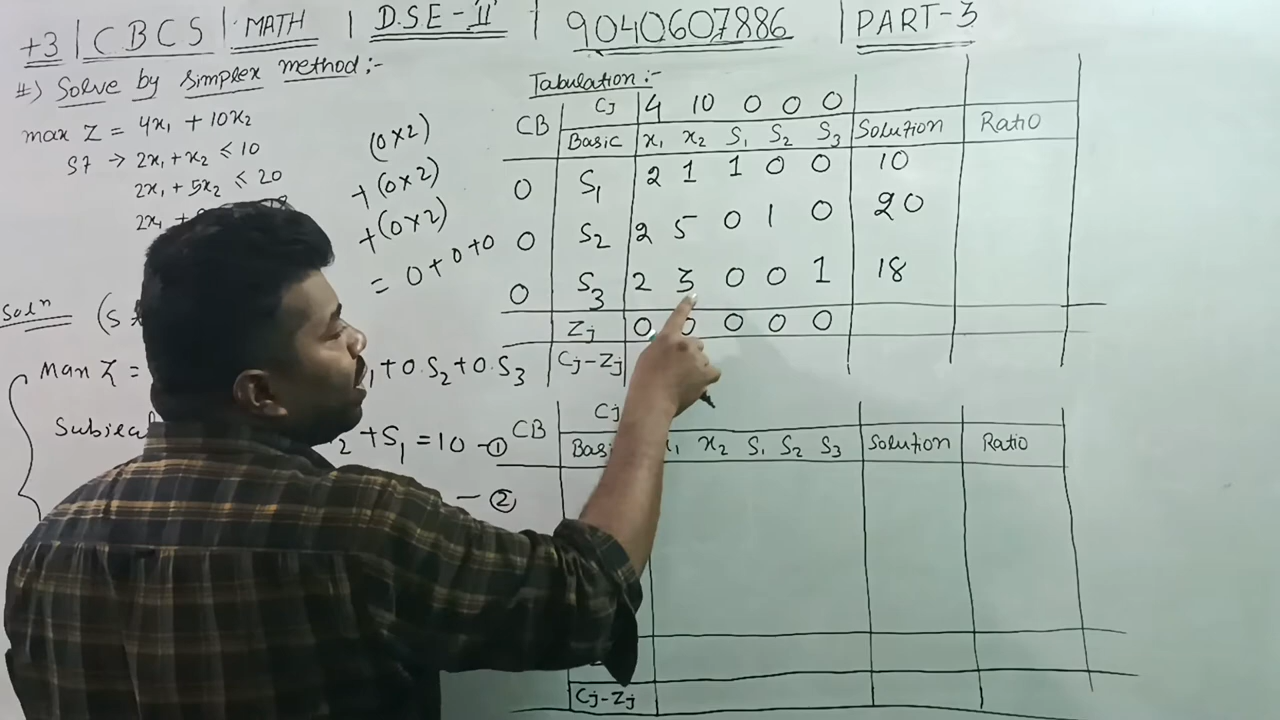 +3 | CBCS | MATH | D.SE-II | 9040607886 | PART-3
#) Solve by simplex method:-
max Z = 4x₁ + 10x₂
ST → 2x₁ + x₂ ≤ 10
2x₁ + 5x₂ ≤ 20
2x₁ +
(0×2)
+(0×2)
+(0×2)
= 0+0+0
Solⁿ
Max Z =
+0.S₂+0.S₃
+S₁ = 10 -①
- ②
Tabulation:-
Cj 4 10 0 0 0
CB Basic x₁ x₂ S₁ S₂ S₃ Solution Ratio
0 S₁ 2 1 1 0 0 10
0 S₂ 2 5 0 1 0 20
0 S₃ 2 3 0 0 1 18
Zj 0 0 0 0 0
Cj-Zj
Cj
CB Basic x₁ x₂ S₁ S₂ S₃ Solution Ratio
Cj-Zj